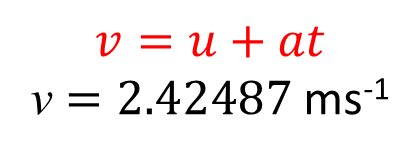 v = u + at
v = 2.42487 ms⁻¹